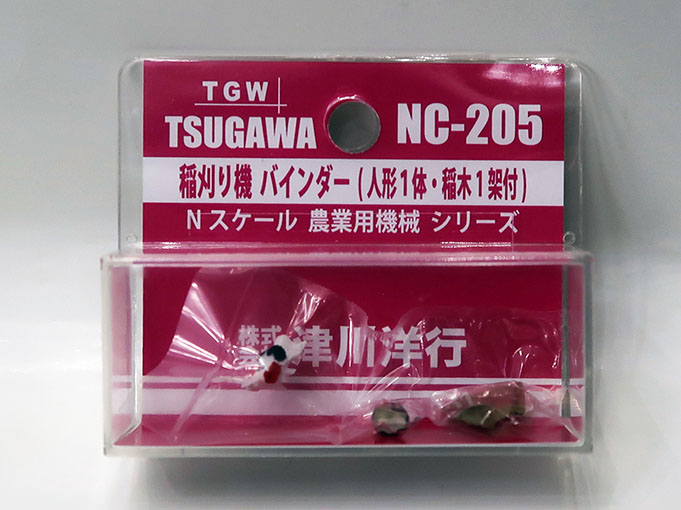 TGW
TSUGAWA
NC-205
稲刈り機 バインダー(人形1体・稲木1架付)
Nスケール 農業用機械 シリーズ
株式会社 津川洋行